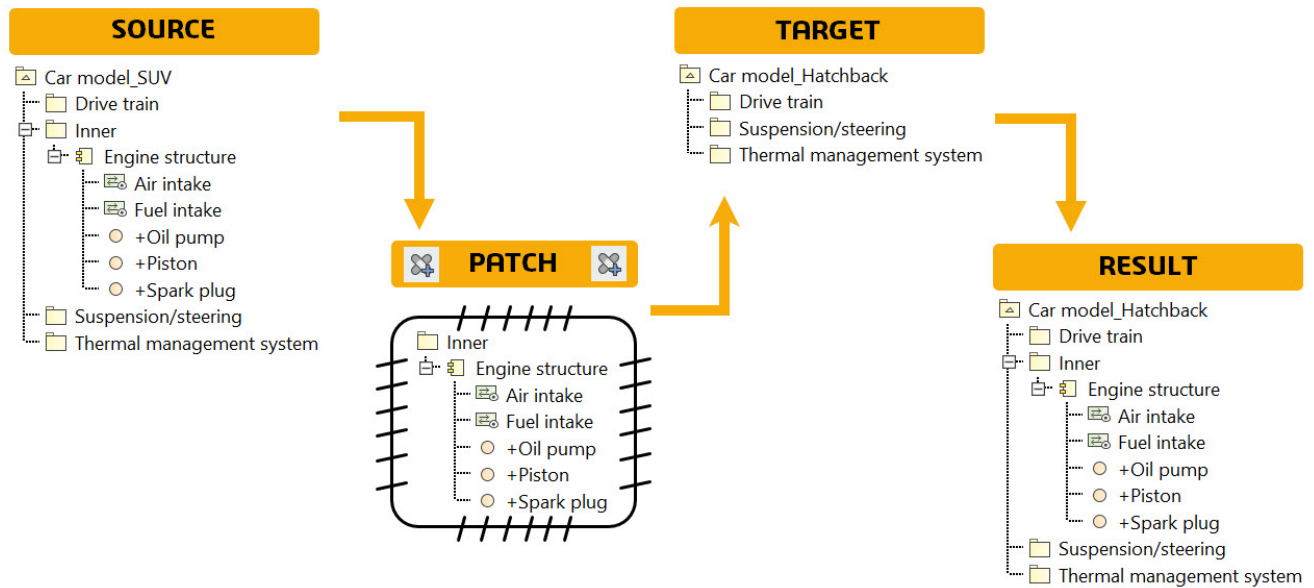 SOURCE
Car model_SUV
Drive train
Inner
Engine structure
Air intake
Fuel intake
+Oil pump
+Piston
+Spark plug
Suspension/steering
Thermal management system
PATCH
Inner
Engine structure
Air intake
Fuel intake
+Oil pump
+Piston
+Spark plug
TARGET
Car model_Hatchback
Drive train
Suspension/steering
Thermal management system
RESULT
Car model_Hatchback
Drive train
Inner
Engine structure
Air intake
Fuel intake
+Oil pump
+Piston
+Spark plug
Suspension/steering
Thermal management system